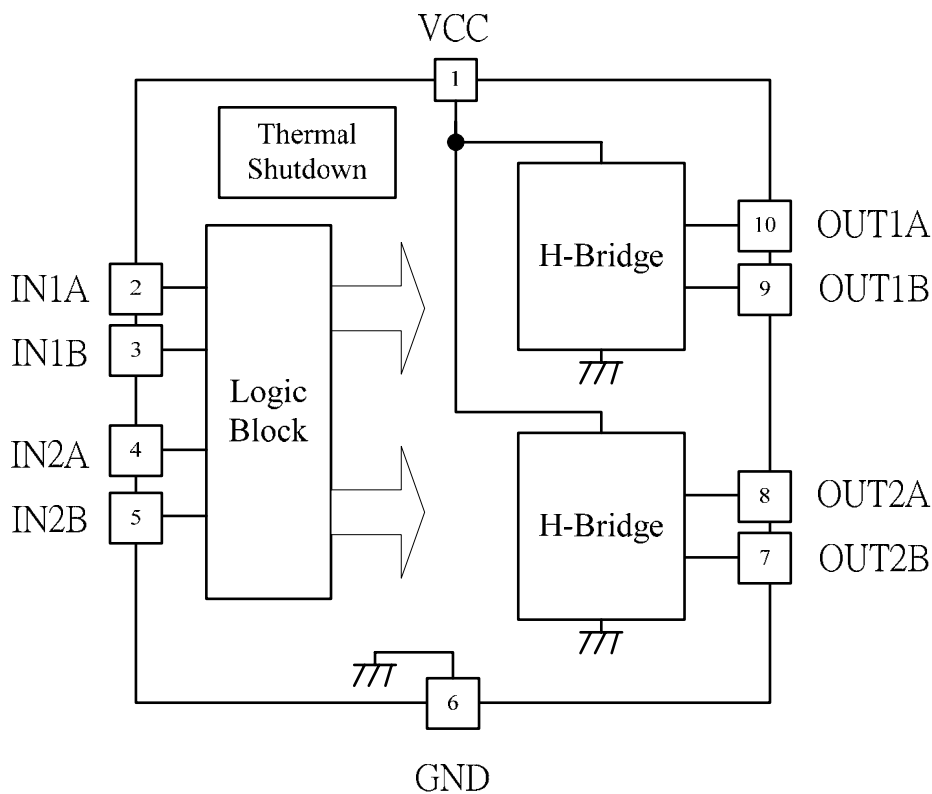 VCC
1
Thermal
Shutdown
H-Bridge
10
OUT1A
9
OUT1B
IN1A
2
IN1B
3
Logic
Block
IN2A
4
IN2B
5
H-Bridge
8
OUT2A
7
OUT2B
6
GND